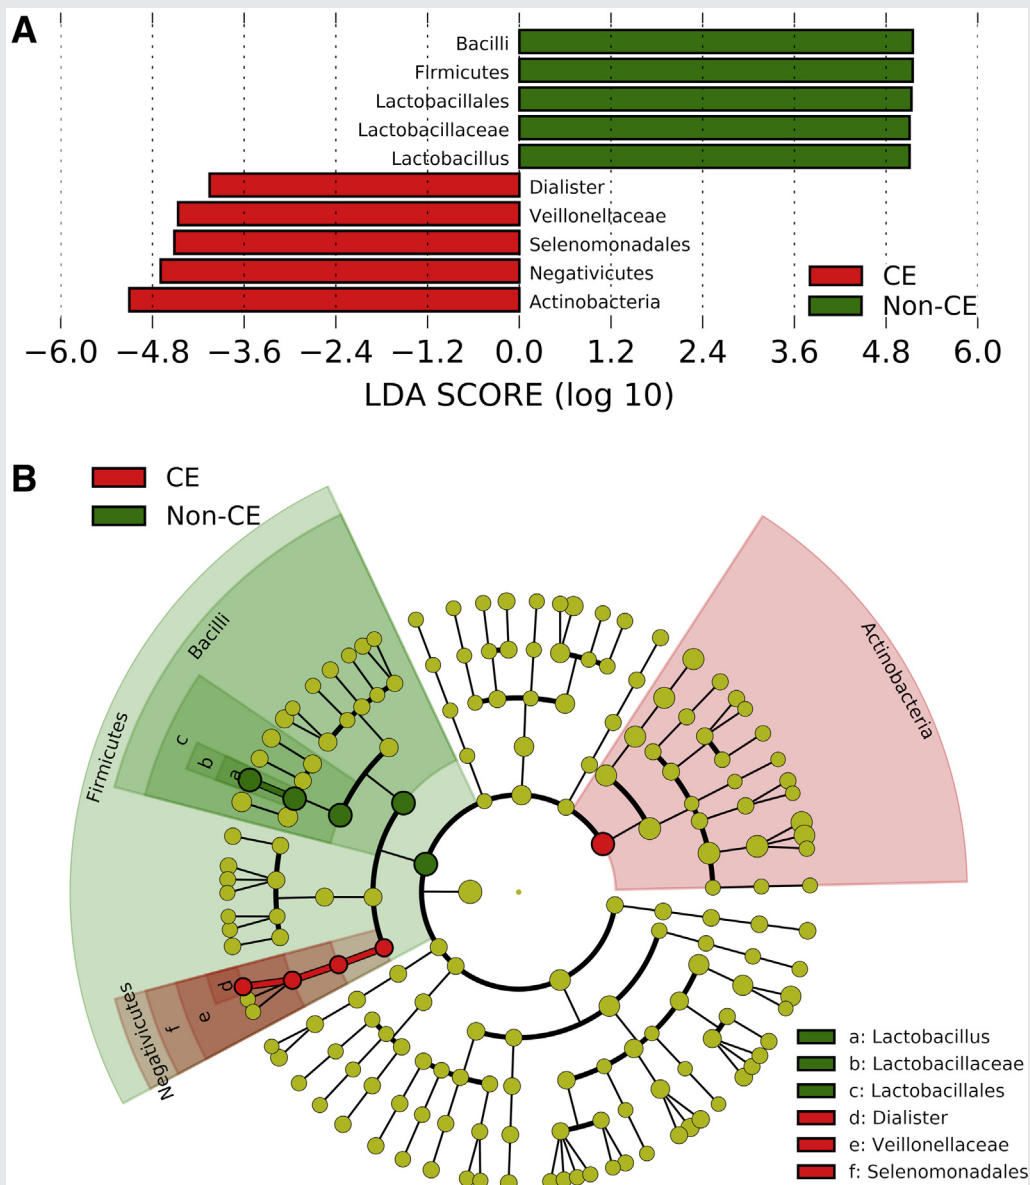 A
Bacilli
FIrmicutes
Lactobacillales
Lactobacillaceae
Lactobacillus
Dialister
Veillonellaceae
Selenomonadales
Negativicutes
Actinobacteria
CE
Non-CE
−6.0 −4.8 −3.6 −2.4 −1.2 0.0 1.2 2.4 3.6 4.8 6.0
LDA SCORE (log 10)
B
CE
Non-CE
Bacilli
Firmicutes
c
b
a
Actinobacteria
d
e
f
Negativicutes
a: Lactobacillus
b: Lactobacillaceae
c: Lactobacillales
d: Dialister
e: Veillonellaceae
f: Selenomonadales